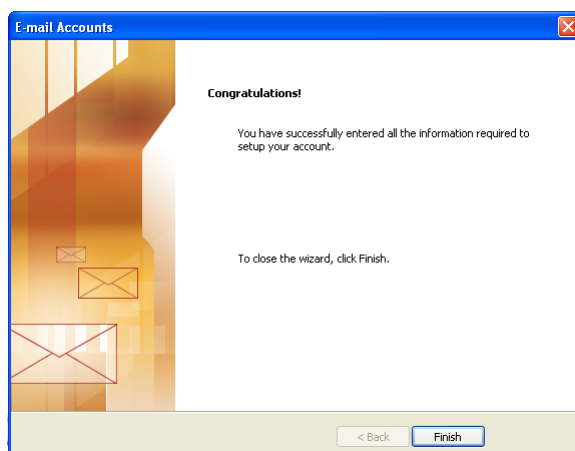 E-mail Accounts
Congratulations!
You have successfully entered all the information required to
setup your account.
To close the wizard, click Finish.
< Back
Finish